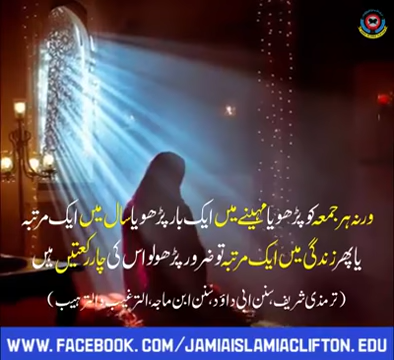 ورنہ ہر جمعہ کو پڑھو یا مہینے میں ایک بار پڑھو یا سال میں ایک مرتبہ
یا پھر زندگی میں ایک مرتبہ تو ضرور پڑھو لو اس کی چار رکعتیں ہیں
(ترمذی شریف، سنن ابی داؤد، سنن ابن ماجہ، الترغیب والترہیب)
WWW.FACEBOOK.COM/JAMIAISLAMIACLIFTON.EDU